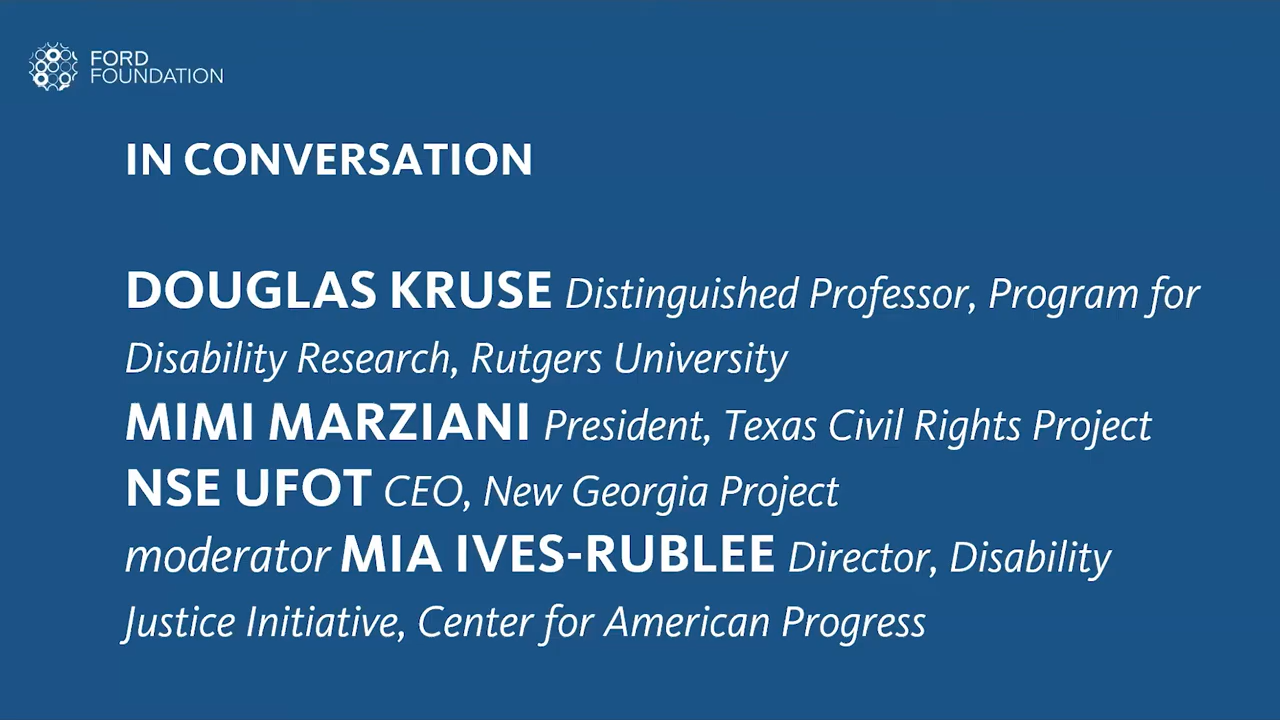 FORD
FOUNDATION
IN CONVERSATION
DOUGLAS KRUSE Distinguished Professor, Program for
Disability Research, Rutgers University
MIMI MARZIANI President, Texas Civil Rights Project
NSE UFOT CEO, New Georgia Project
moderator MIA IVES-RUBLEE Director, Disability
Justice Initiative, Center for American Progress